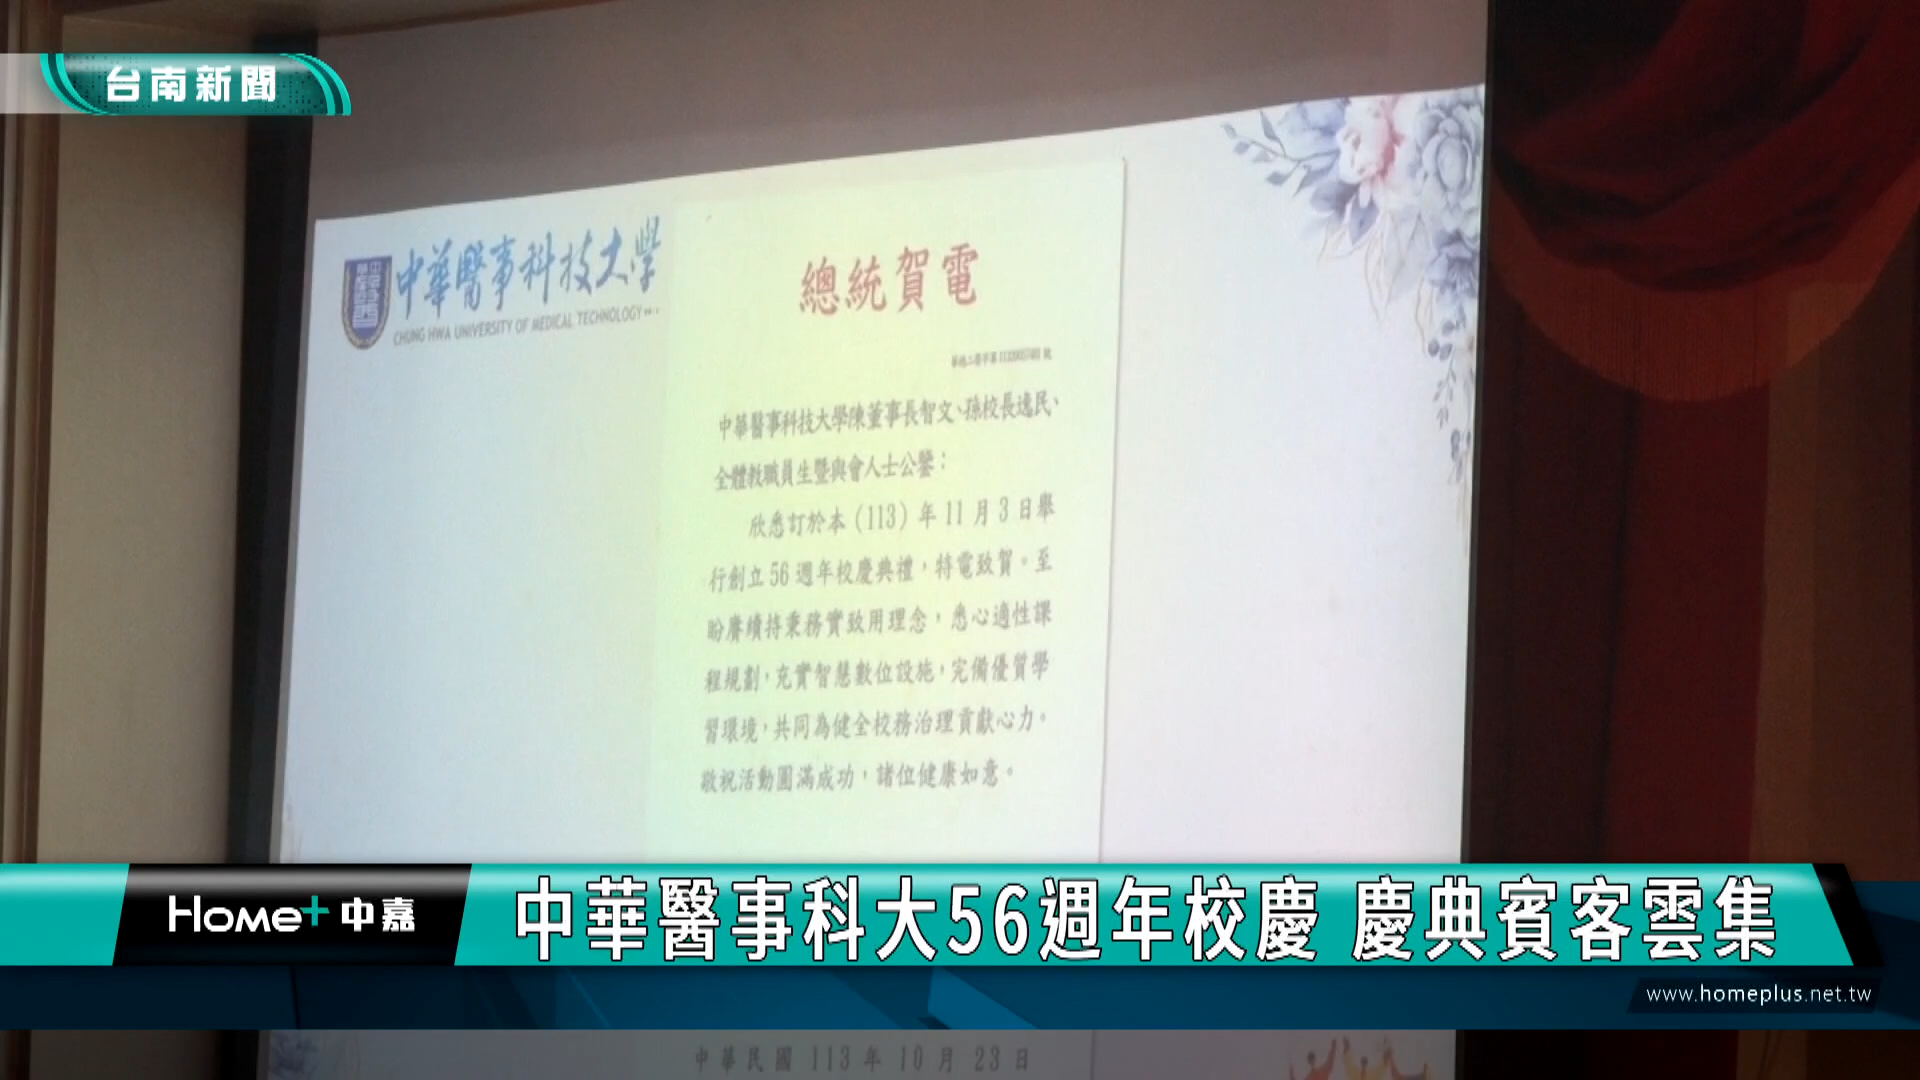 台南新聞
中華醫事科技大學
CHUNG HWA UNIVERSITY OF MEDICAL TECHNOLOGY
總統賀電
中華醫事科技大學陳董事長智文、孫校長逸民、
全體教職員生暨與會人士公鑒：
欣悉訂於本（113）年11月3日舉
行創立56週年校慶典禮，特電致賀。至
盼賡續持秉務實致用理念，悉心適性課
程規劃，充實智慧數位設施，完備優質學
習環境，共同為健全校務治理貢獻心力。
敬祝活動圓滿成功，諸位健康如意。
Home+中嘉
中華醫事科大56週年校慶 慶典賓客雲集
www.homeplus.net.tw
中華民國113年10月23日